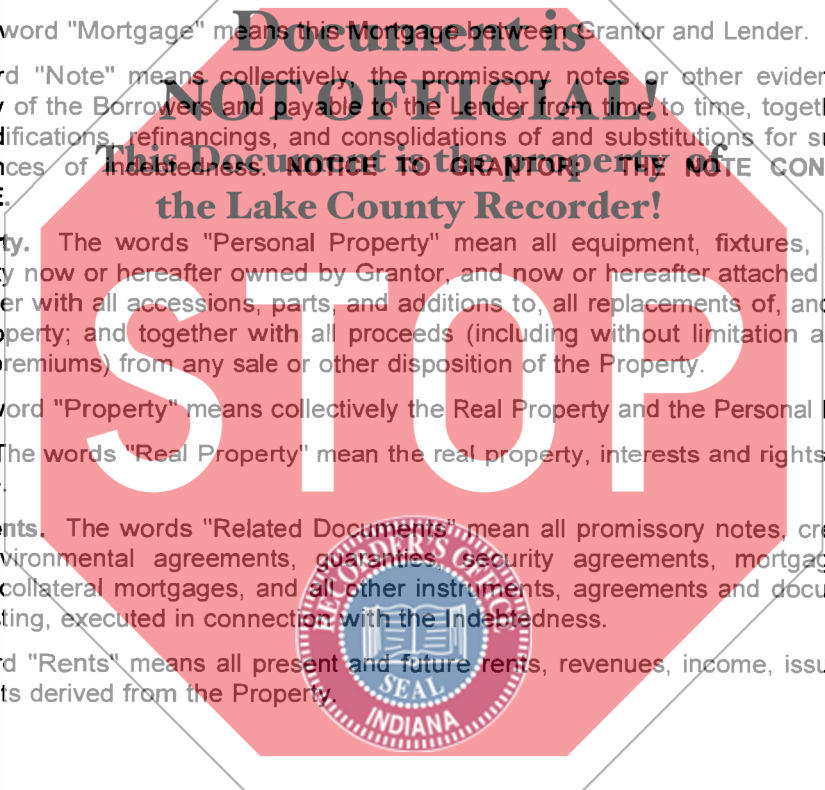 word "Mortgage" means this Mortgage between Grantor and Lender.
Document is
rd "Note" means collectively, the promissory notes or other eviden
NOT OFFICIAL!
y of the Borrowers and payable to the Lender from time to time, togeth
difications, refinancings, and consolidations of and substitutions for
This Document is the property of
nces of Indebtedness. NOTICE TO GRANTOR: THE NOTE CON
E.
the Lake County Recorder!
ty. The words "Personal Property" mean all equipment, fixtures,
y now or hereafter owned by Grantor, and now or hereafter attached
er with all accessions, parts, and additions to, all replacements of, and
operty; and together with all proceeds (including without limitation a
premiums) from any sale or other disposition of the Property.
STOP
word "Property" means collectively the Real Property and the Personal
The words "Real Property" mean the real property, interests and rights
nts. The words "Related Documents" mean all promissory notes, cre
vironmental agreements, guaranties, security agreements, mortgag
collateral mortgages, and all other instruments, agreements and docu
ting, executed in connection with the Indebtedness.
RECORDER'S OFFICE
rd "Rents" means all present and future rents, revenues, income, issu
ts derived from the Property.
SEAL
INDIANA